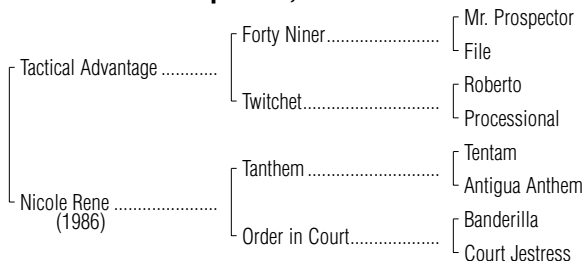 Mr. Prospector
Forty Niner
File
Tactical Advantage
Roberto
Twitchet
Processional
Tentam
Tanthem
Antigua Anthem
Nicole Rene
(1986)
Banderilla
Order in Court
Court Jestress